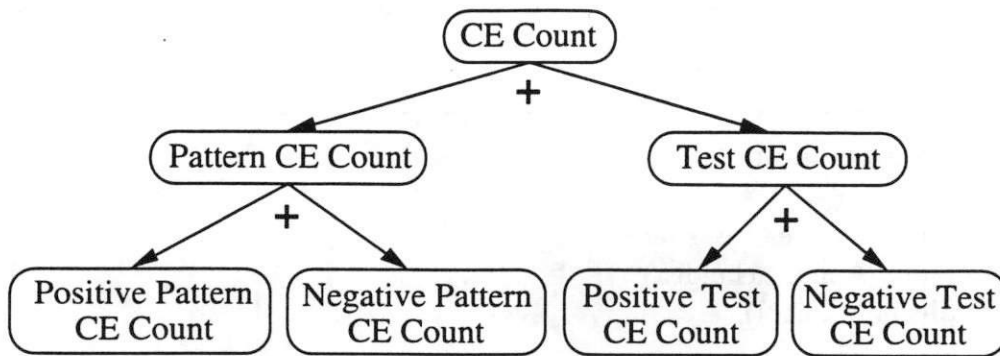 CE Count
+
Pattern CE Count
Test CE Count
+
+
Positive Pattern
CE Count
Negative Pattern
CE Count
Positive Test
CE Count
Negative Test
CE Count